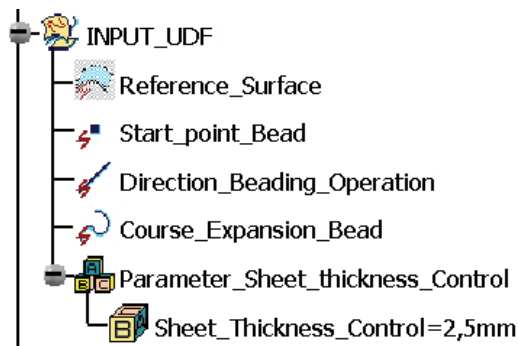 INPUT_UDF
Reference_Surface
Start_point_Bead
Direction_Beading_Operation
Course_Expansion_Bead
Parameter_Sheet_thickness_Control
Sheet_Thickness_Control=2,5mm